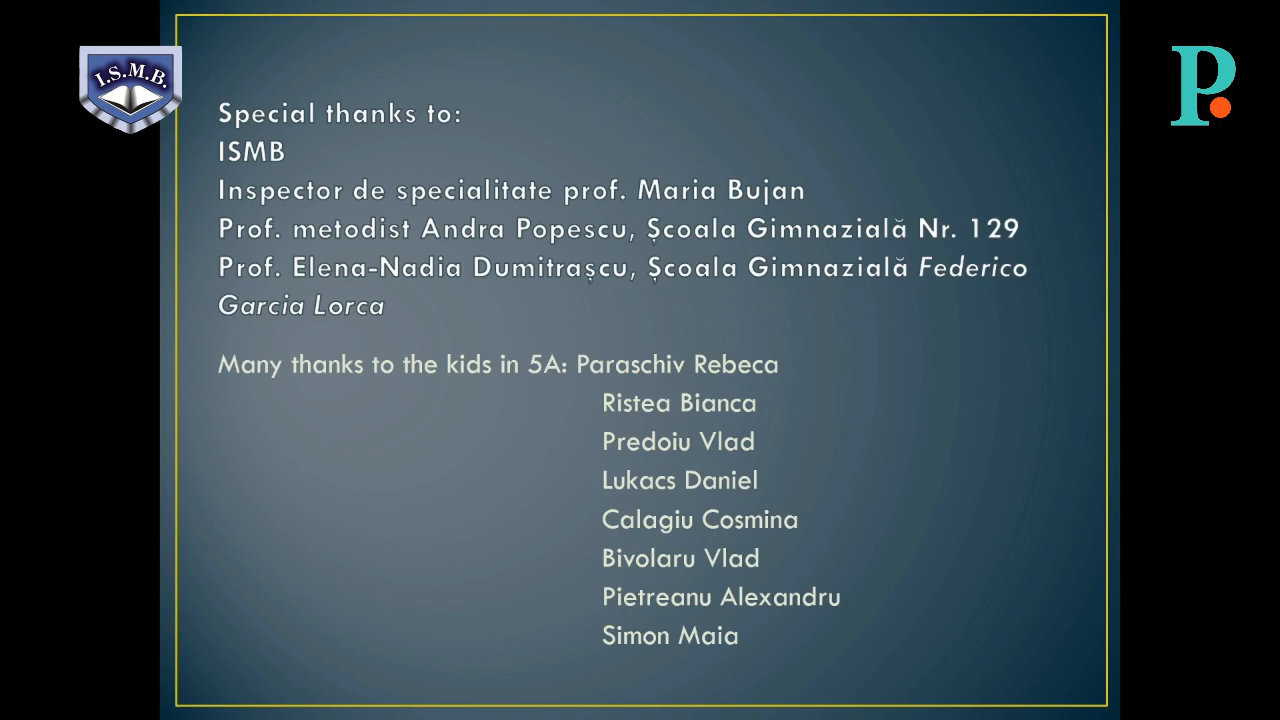 I.S.M.B.
P.
Special thanks to:
ISMB
Inspector de specialitate prof. Maria Bujan
Prof. metodist Andra Popescu, Școala Gimnazială Nr. 129
Prof. Elena-Nadia Dumitrașcu, Școala Gimnazială Federico
Garcia Lorca
Many thanks to the kids in 5A: Paraschiv Rebeca
Ristea Bianca
Predoiu Vlad
Lukacs Daniel
Calagiu Cosmina
Bivolaru Vlad
Pietreanu Alexandru
Simon Maia